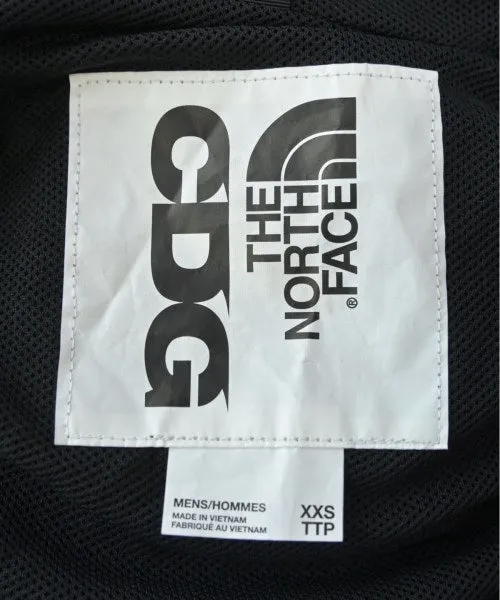 CDG
THE
NORTH
FACE®
MENS/HOMMES
MADE IN VIETNAM
FABRIQUÉ AU VIETNAM
XXS
TTP